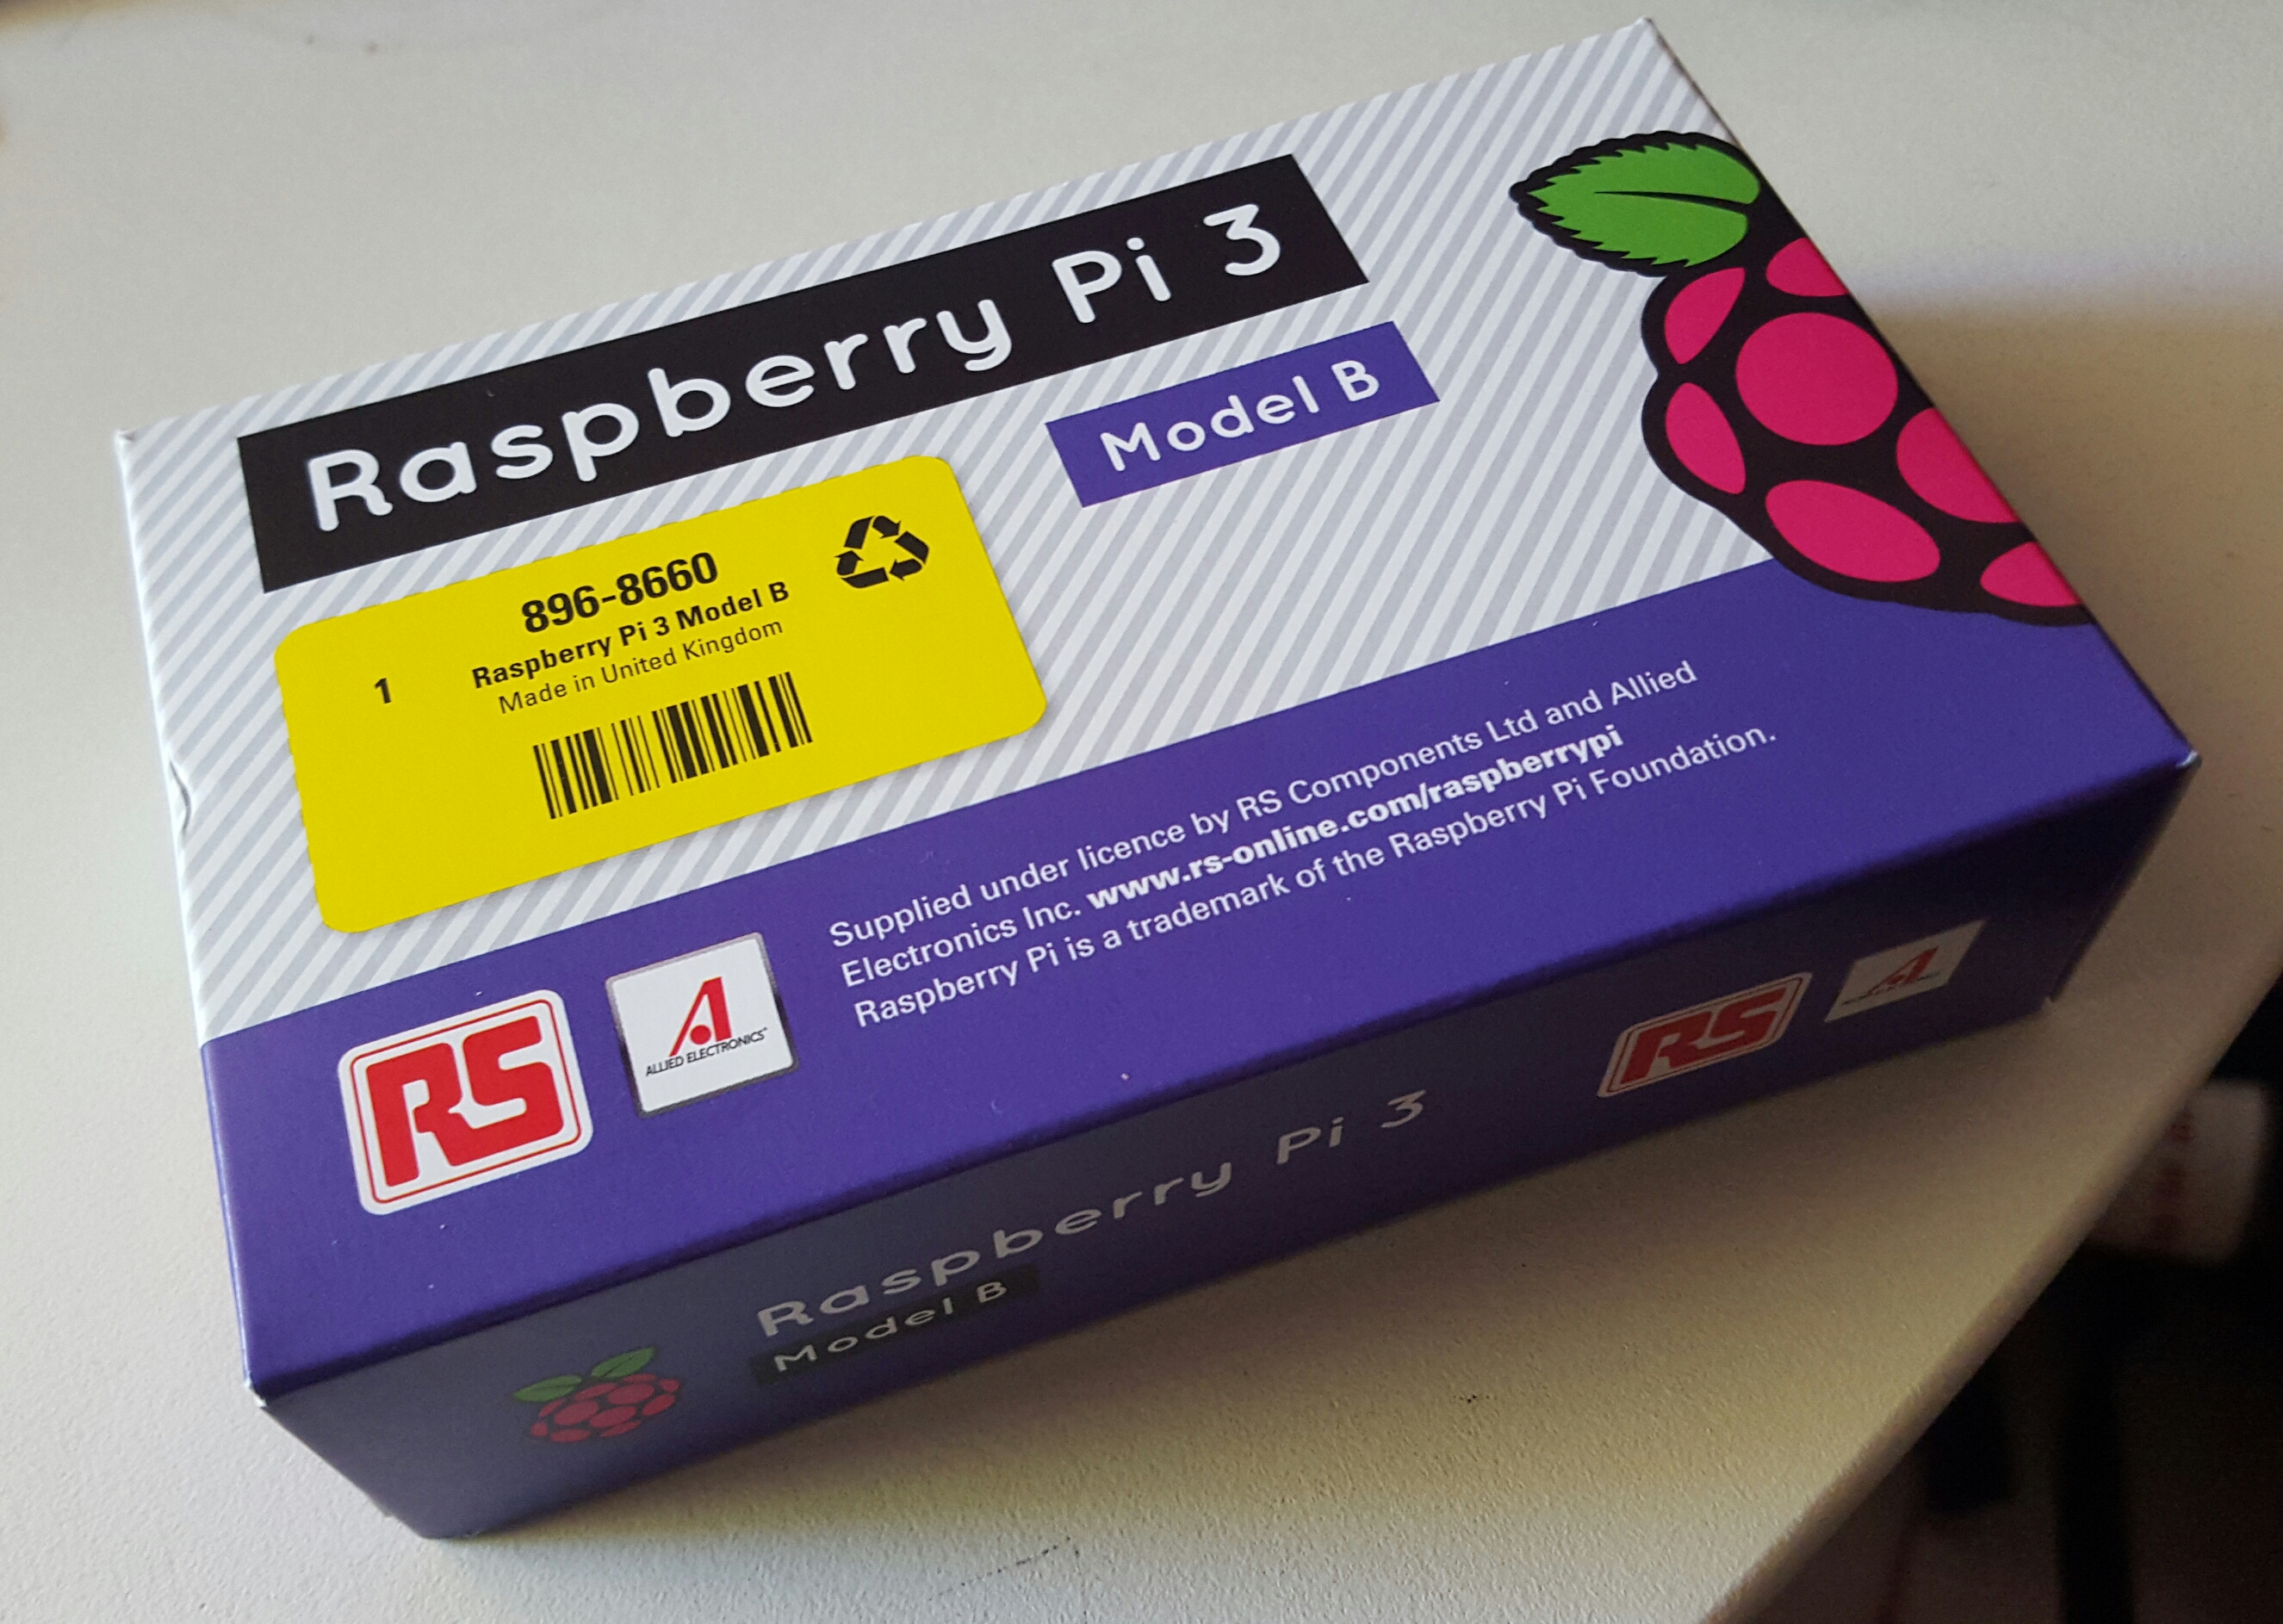 Raspberry Pi 3
Model B
896-8660
1
Raspberry Pi 3 Model B
Made in United Kingdom
Supplied under licence by RS Components Ltd and Allied
Electronics Inc. www.rs-online.com/raspberrypi
Raspberry Pi is a trademark of the Raspberry Pi Foundation.
RS
A
ALLIED ELECTRONICS
Raspberry Pi 3
Model B
RS
A